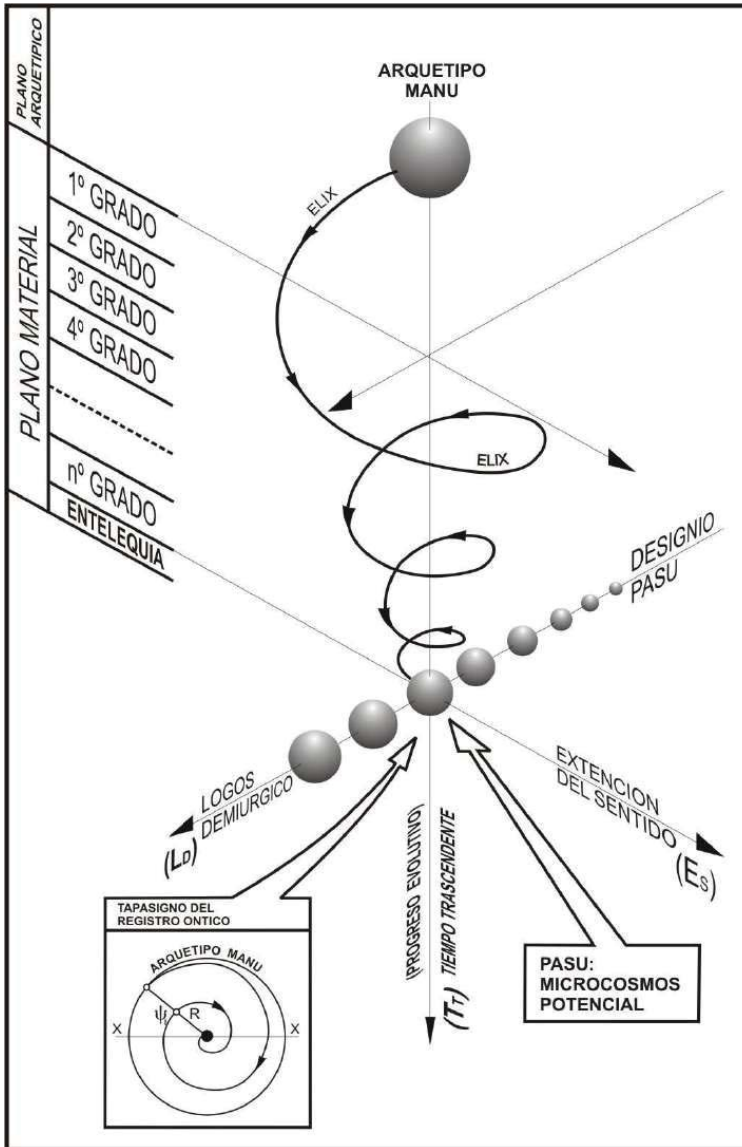 PLANO
ARQUETIPICO
PLANO MATERIAL
1º GRADO
2º GRADO
3º GRADO
4º GRADO
nº GRADO
ENTELEQUIA
ARQUETIPO
MANU
ELIX
ELIX
DESIGNIO
PASU
LOGOS
DEMIURGICO
(LD)
EXTENCION
DEL SENTIDO
(ES)
(PROGRESO EVOLUTIVO)
TIEMPO TRASCENDENTE
(TT)
TAPASIGNO DEL
REGISTRO ONTICO
ARQUETIPO MANU
ψ R
X X
PASU:
MICROCOSMOS
POTENCIAL